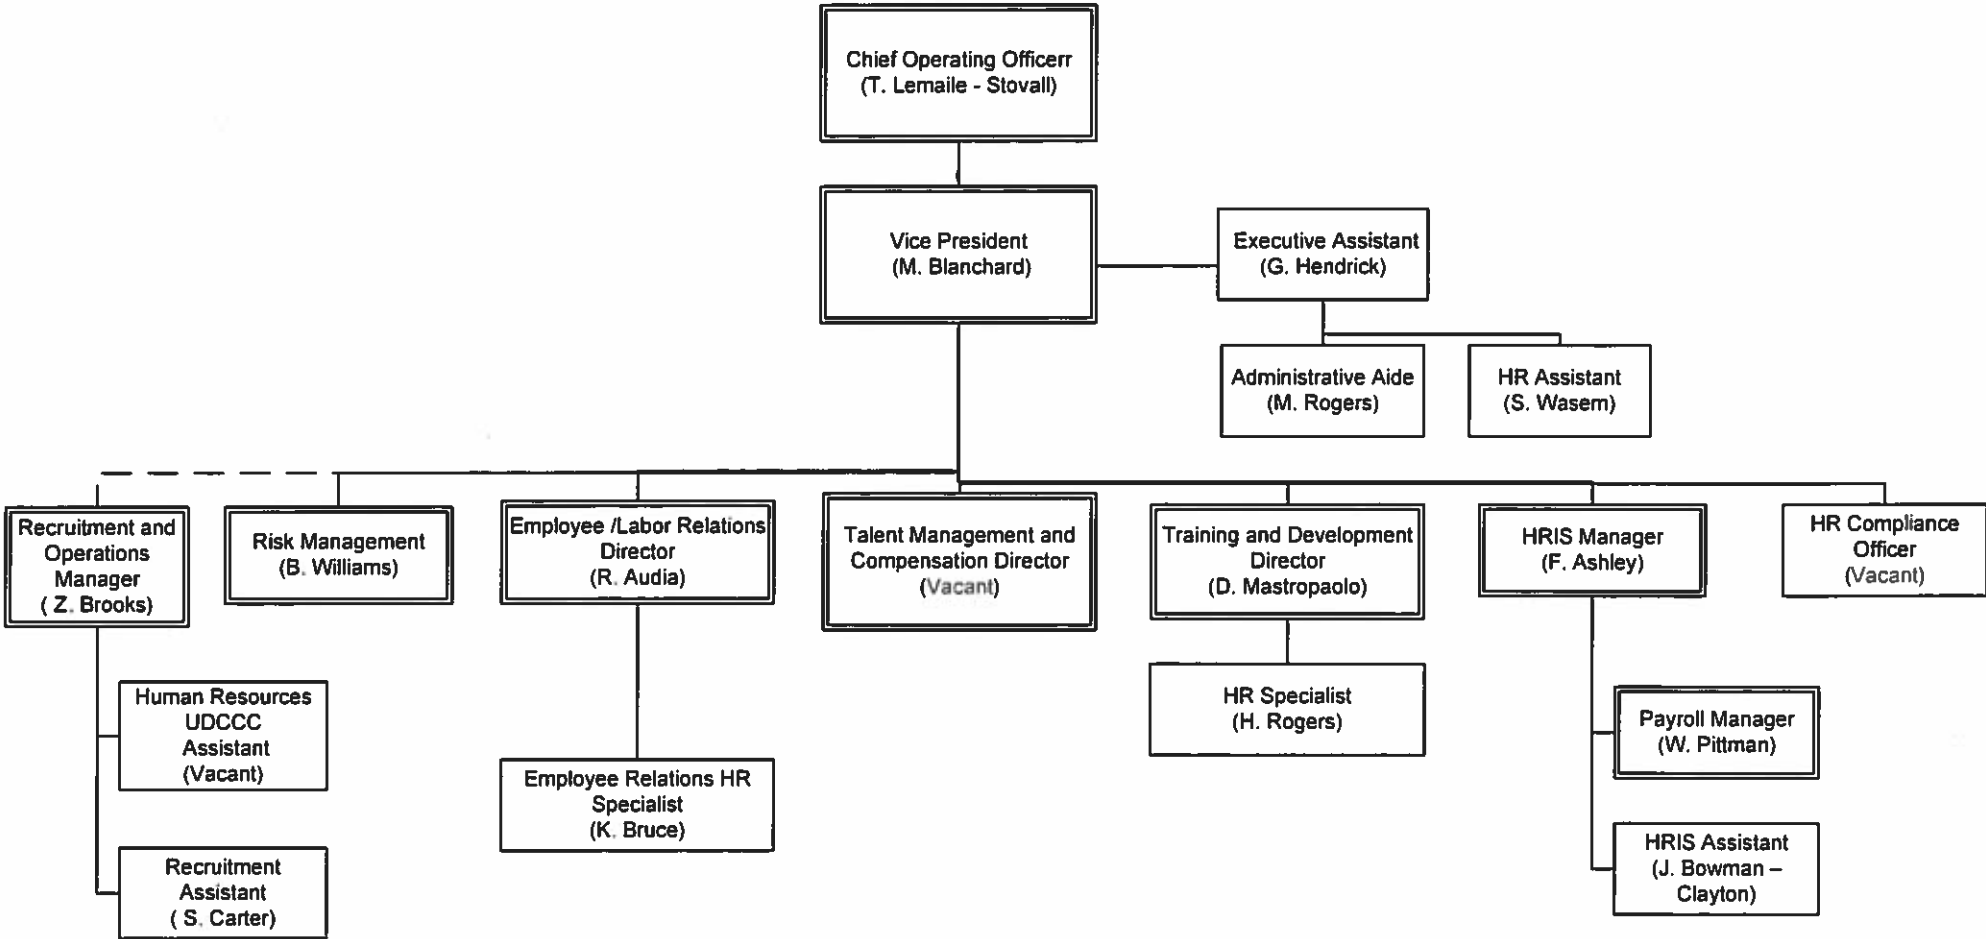 Chief Operating Officerr
(T. Lemaile - Stovall)
Vice President
(M. Blanchard)
Executive Assistant
(G. Hendrick)
Administrative Aide
(M. Rogers)
HR Assistant
(S. Wasem)
Recruitment and
Operations
Manager
( Z. Brooks)
Risk Management
(B. Williams)
Employee /Labor Relations
Director
(R. Audia)
Talent Management and
Compensation Director
(Vacant)
Training and Development
Director
(D. Mastropaolo)
HRIS Manager
(F. Ashley)
HR Compliance
Officer
(Vacant)
Human Resources
UDCCC
Assistant
(Vacant)
HR Specialist
(H. Rogers)
Payroll Manager
(W. Pittman)
Employee Relations HR
Specialist
(K. Bruce)
Recruitment
Assistant
( S. Carter)
HRIS Assistant
(J. Bowman –
Clayton)